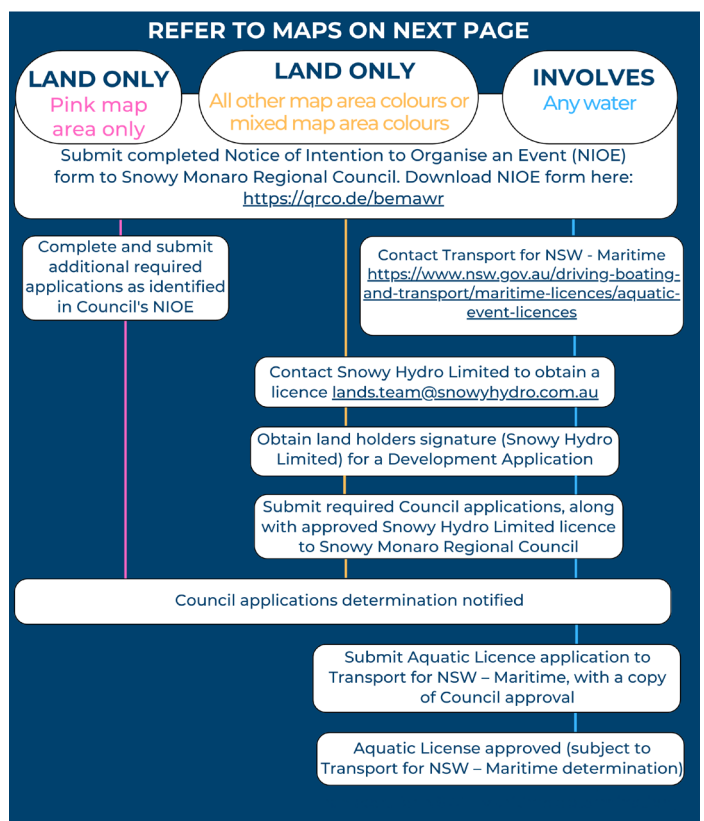 REFER TO MAPS ON NEXT PAGE
LAND ONLY
Pink map
area only
LAND ONLY
All other map area colours or
mixed map area colours
INVOLVES
Any water
Submit completed Notice of Intention to Organise an Event (NIOE)
form to Snowy Monaro Regional Council. Download NIOE form here:
https://qrco.de/bemawr
Complete and submit
additional required
applications as identified
in Council's NIOE
Contact Transport for NSW - Maritime
https://www.nsw.gov.au/driving-boating-
and-transport/maritime-licences/aquatic-
event-licences
Contact Snowy Hydro Limited to obtain a
licence lands.team@snowyhydro.com.au
Obtain land holders signature (Snowy Hydro
Limited) for a Development Application
Submit required Council applications, along
with approved Snowy Hydro Limited licence
to Snowy Monaro Regional Council
Council applications determination notified
Submit Aquatic Licence application to
Transport for NSW – Maritime, with a copy
of Council approval
Aquatic License approved (subject to
Transport for NSW – Maritime determination)